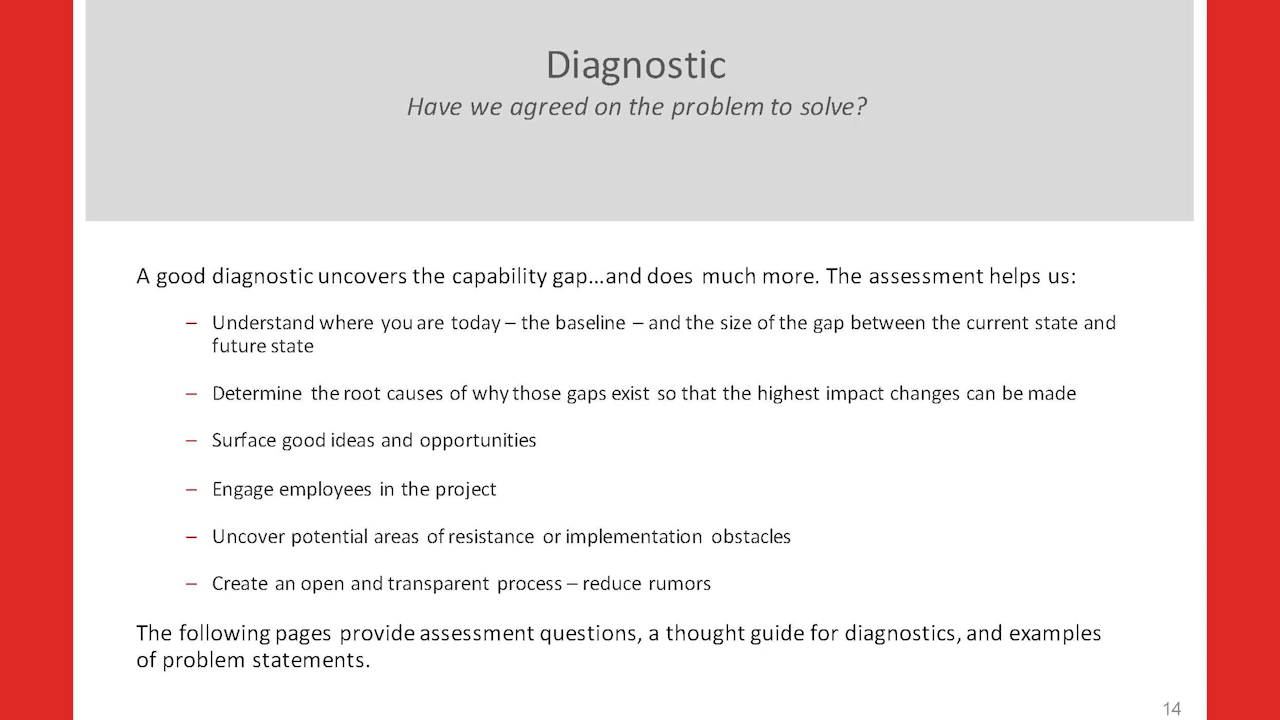 Diagnostic
Have we agreed on the problem to solve?
A good diagnostic uncovers the capability gap…and does much more. The assessment helps us:
– Understand where you are today – the baseline – and the size of the gap between the current state and
future state
– Determine the root causes of why those gaps exist so that the highest impact changes can be made
– Surface good ideas and opportunities
– Engage employees in the project
– Uncover potential areas of resistance or implementation obstacles
– Create an open and transparent process – reduce rumors
The following pages provide assessment questions, a thought guide for diagnostics, and examples
of problem statements.
14